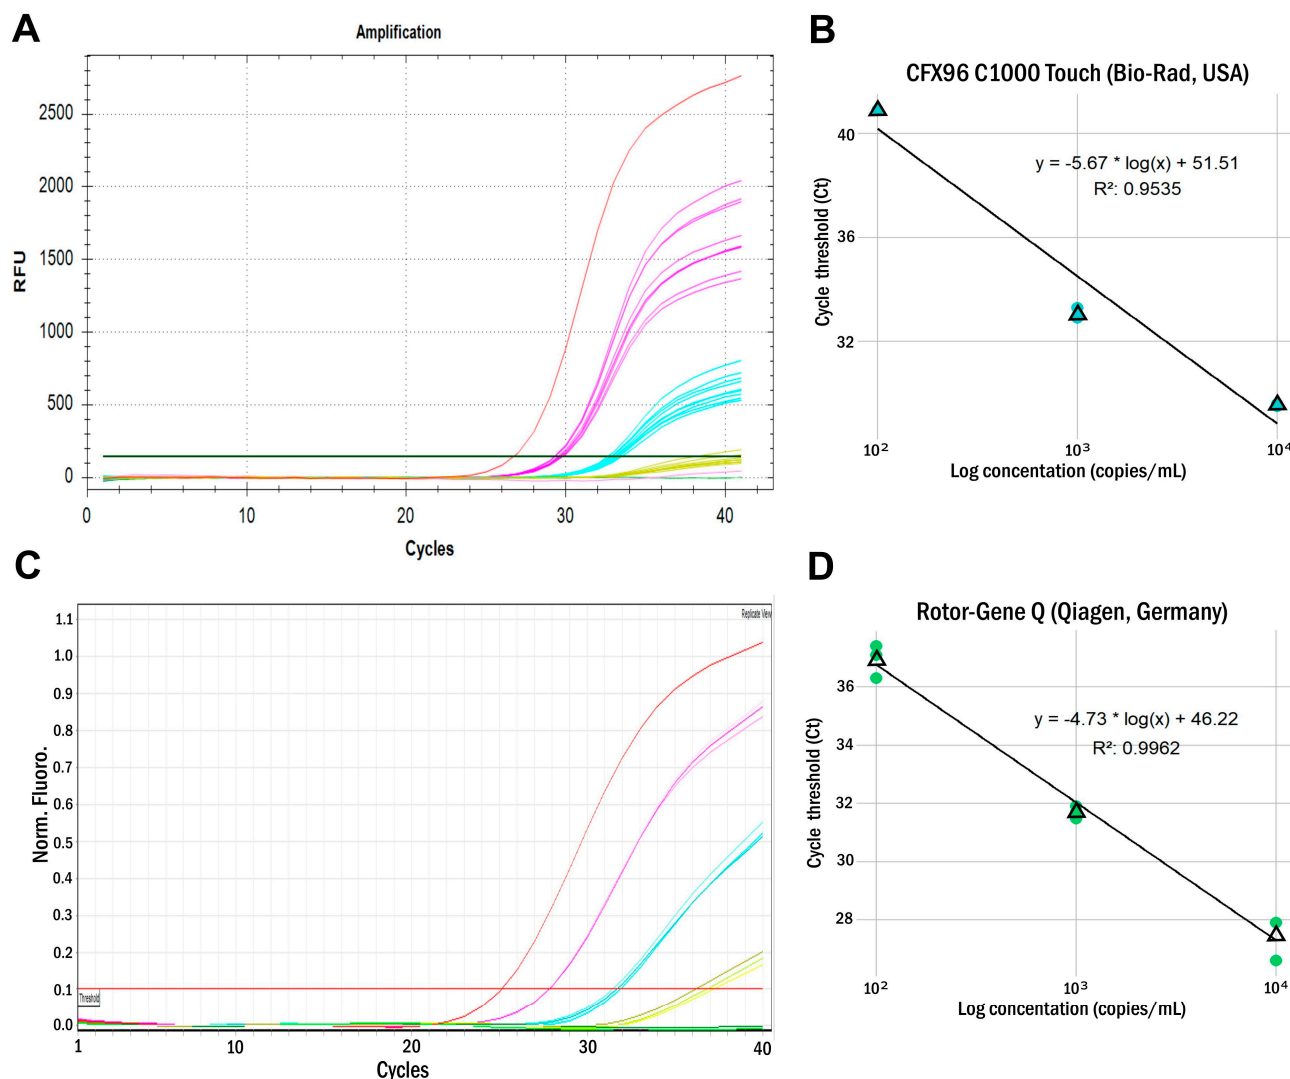 A
Amplification
RFU
2500
2000
1500
1000
500
0
0 10 20 30 40
Cycles
B
CFX96 C1000 Touch (Bio-Rad, USA)
Cycle threshold (Ct)
40
36
32
y = -5.67 * log(x) + 51.51
R²: 0.9535
10² 10³ 10⁴
Log concentation (copies/mL)
C
Replicate View
Norm. Fluoro.
1.1
1.0
0.9
0.8
0.7
0.6
0.5
0.4
0.3
0.2
0.1
0.0
Threshold
1 10 20 30 40
Cycles
D
Rotor-Gene Q (Qiagen, Germany)
Cycle threshold (Ct)
36
34
32
30
28
y = -4.73 * log(x) + 46.22
R²: 0.9962
10² 10³ 10⁴
Log concentation (copies/mL)